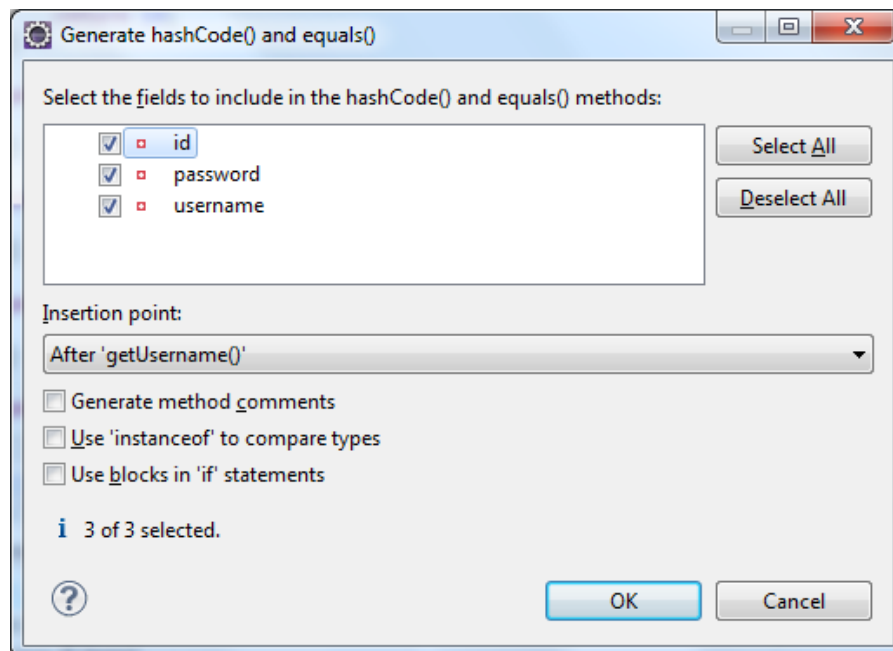 Generate hashCode() and equals()
Select the fields to include in the hashCode() and equals() methods:
id
password
username
Select All
Deselect All
Insertion point:
After 'getUsername()'
Generate method comments
Use 'instanceof' to compare types
Use blocks in 'if' statements
i 3 of 3 selected.
?
OK
Cancel